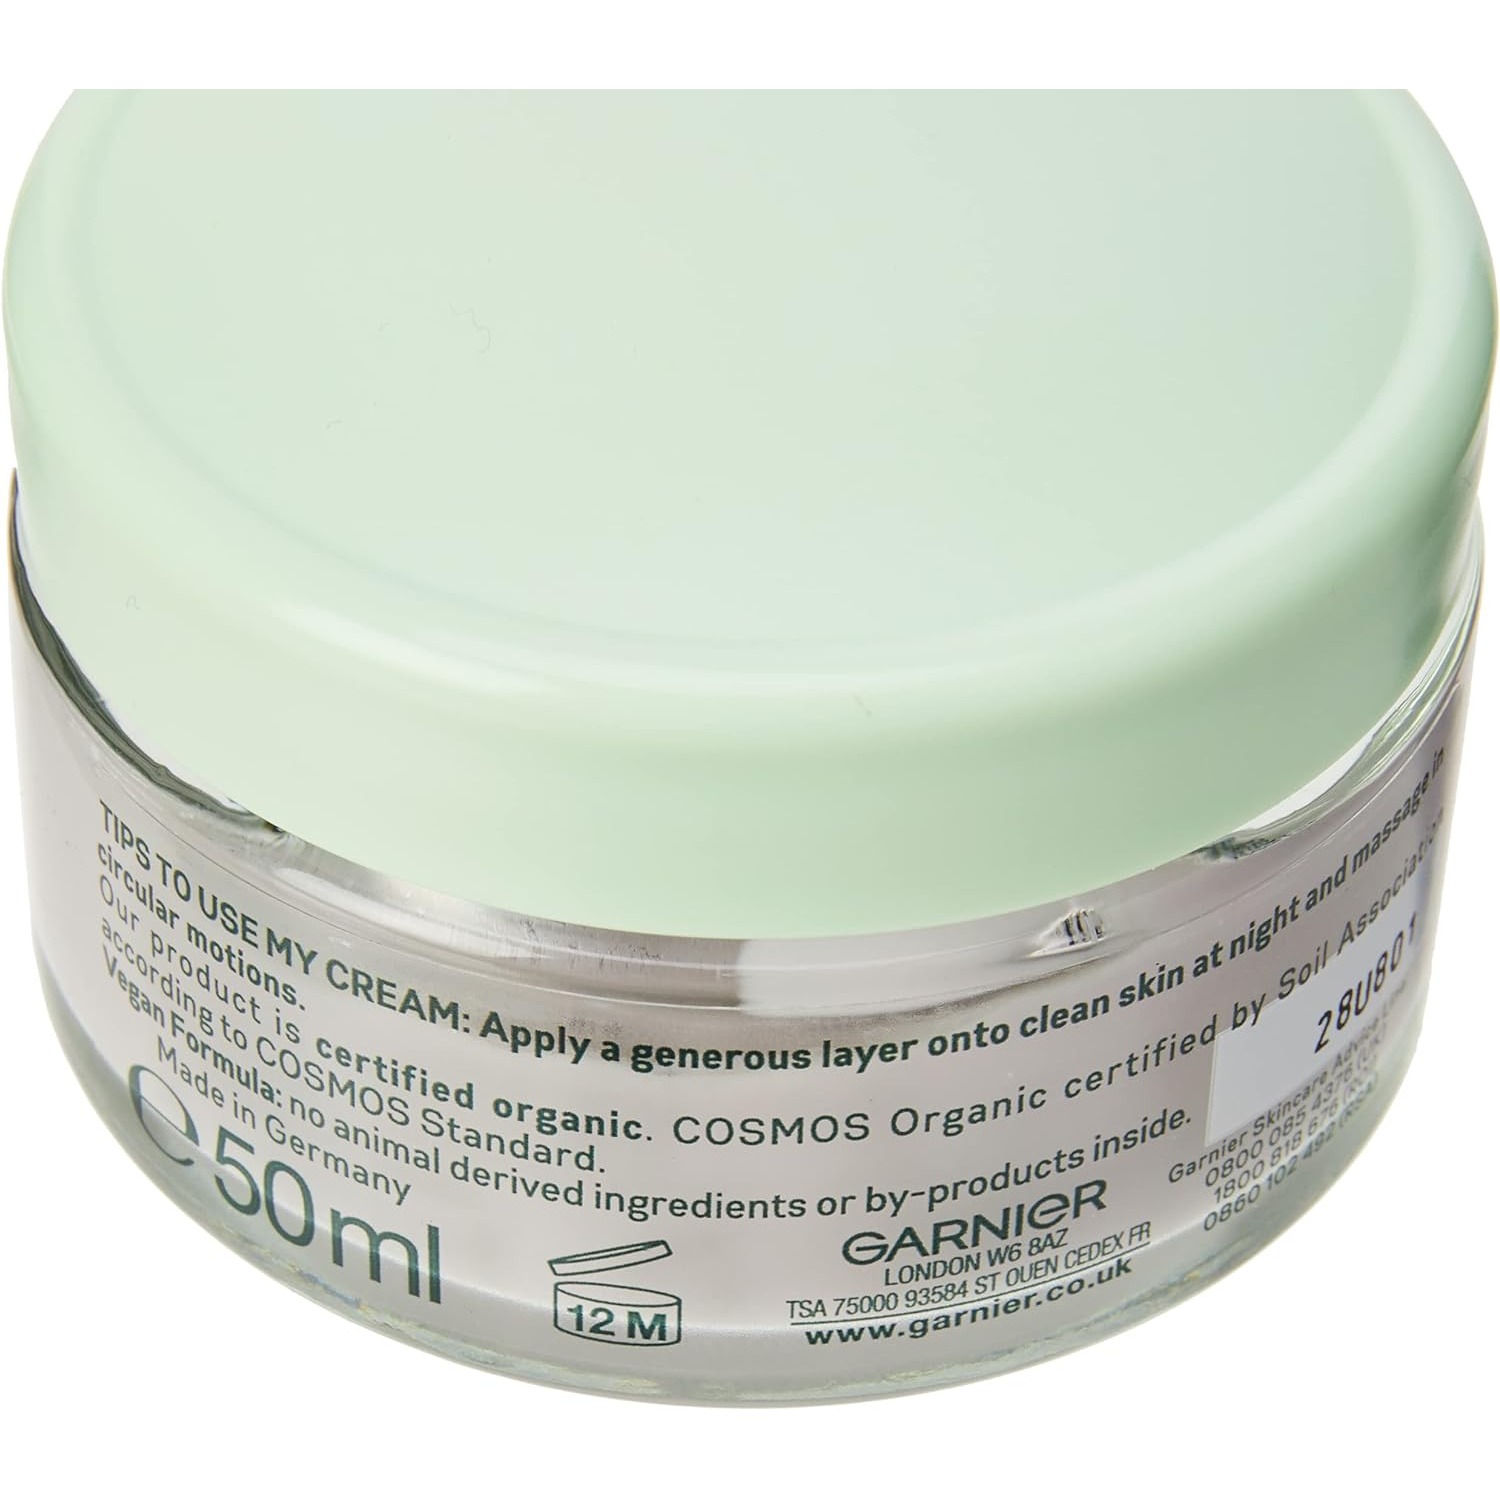 TIPS TO USE MY CREAM: Apply a generous layer onto clean skin at night and massage in
circular motions.
Our product is certified organic. COSMOS Organic certified by Soil Association
according to COSMOS Standard.
Vegan Formula: no animal derived ingredients or by-products inside.
Made in Germany
e 50ml
12 M
GARNIER
LONDON W6 8AZ
TSA 75000 93584 ST OUEN CEDEX FR
www.garnier.co.uk
28U801
Garnier Skincare Advice
0800 085 4376 (UK)
1800 818 676
0860 102 492 (RSA)